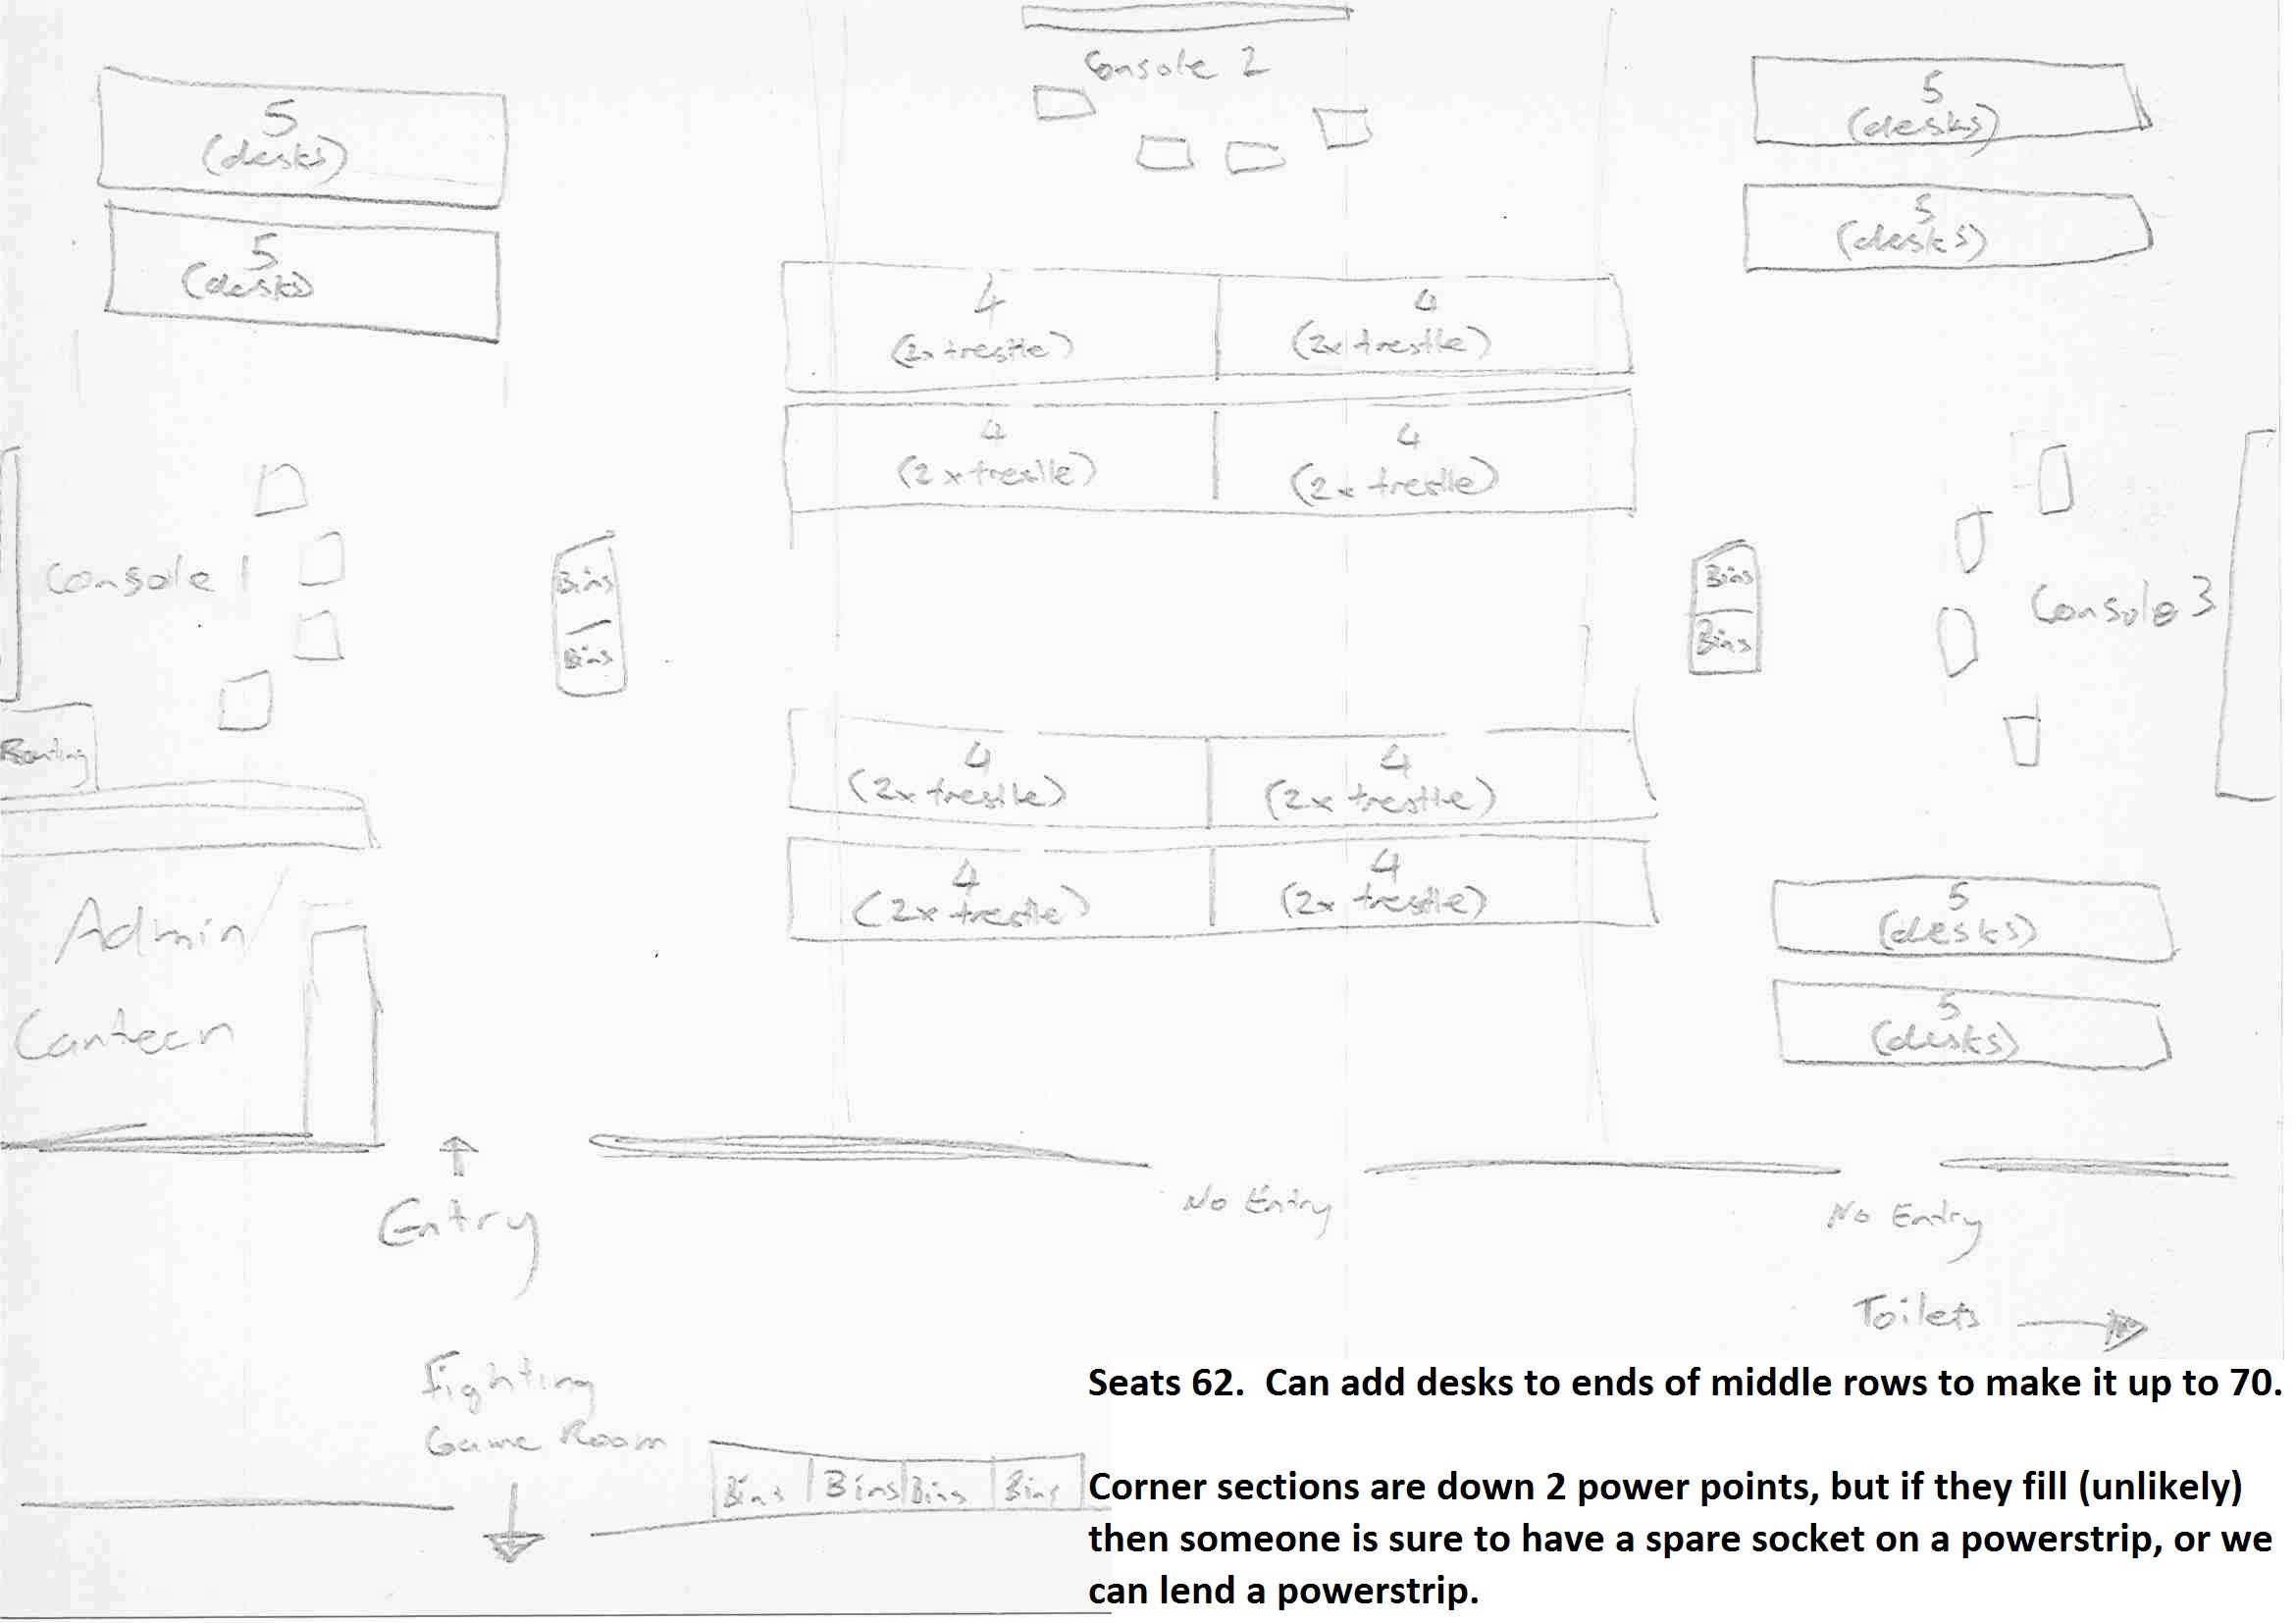 Console 2
5
(desks)
5
(desks)
5
(desks)
5
(desks)
4
(2x trestle)
4
(2x trestle)
4
(2x trestle)
4
(2x trestle)
Console 1
Bins
Bins
Bins
Bins
Console 3
4
(2x trestle)
4
(2x trestle)
4
(2x trestle)
4
(2x trestle)
Admin
Canteen
5
(desks)
5
(desks)
Entry
No Entry
No Entry
Toilets
Fighting
Game Room
Bins
Bins
Bins
Bins
Seats 62. Can add desks to ends of middle rows to make it up to 70.
Corner sections are down 2 power points, but if they fill (unlikely)
then someone is sure to have a spare socket on a powerstrip, or we
can lend a powerstrip.